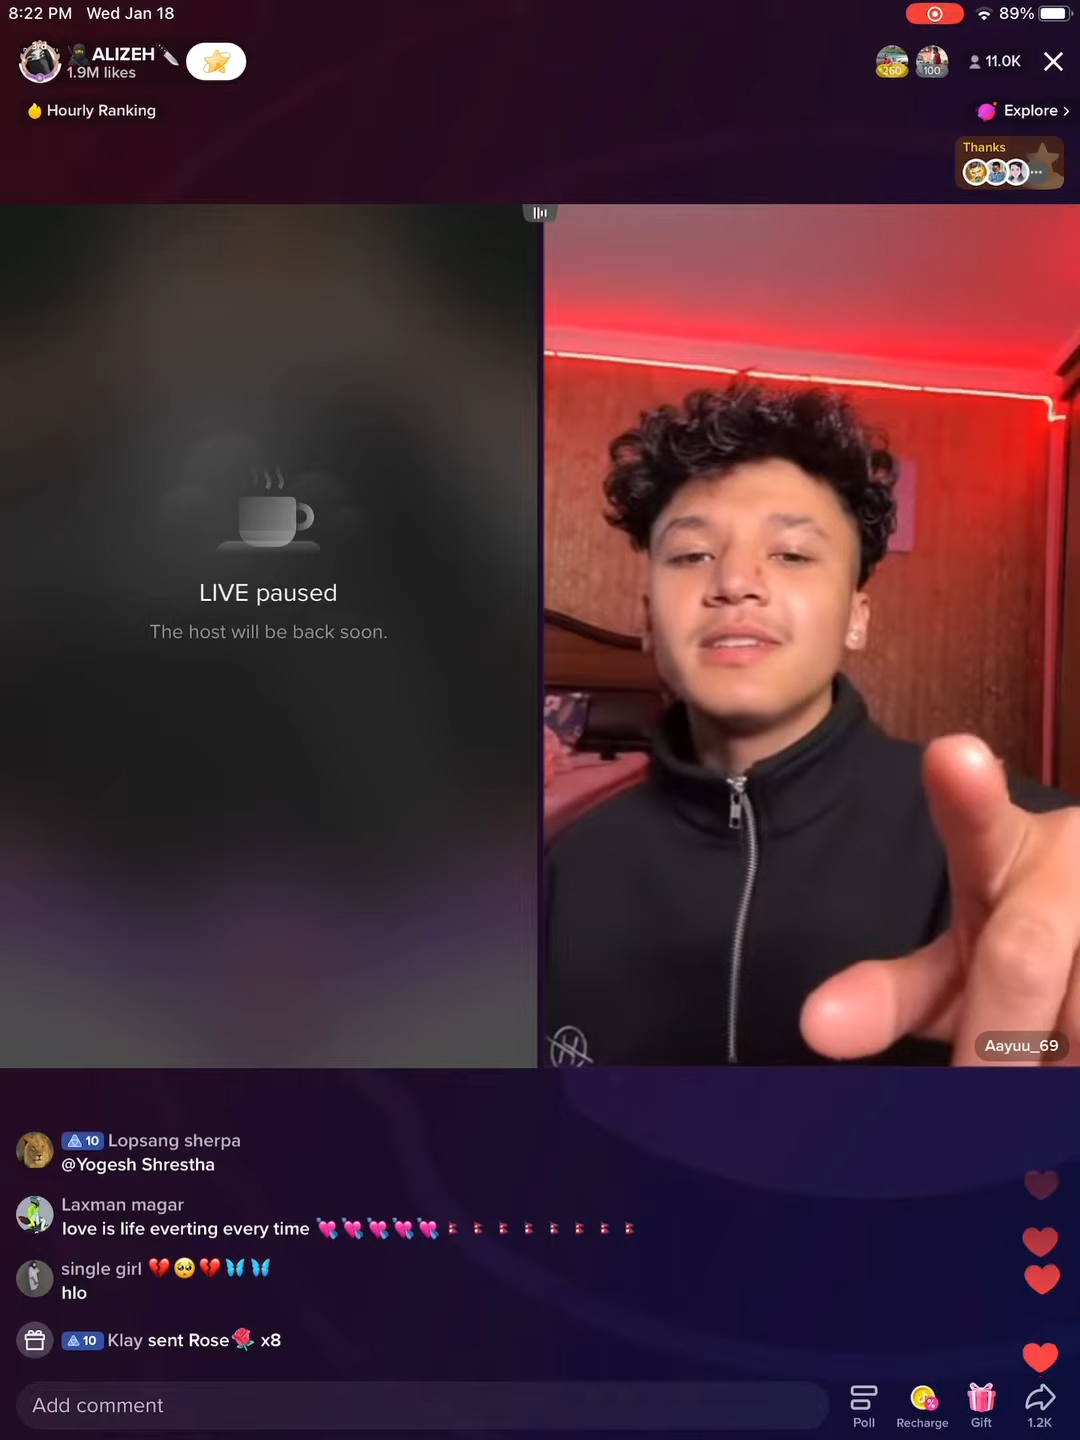 8:22 PM Wed Jan 18
89%
3rd
🥷ALIZEH🔪
1.9M likes
260
100
11.0K
Hourly Ranking
Explore >
Thanks
LIVE paused
The host will be back soon.
Aayuu_69
10 Lopsang sherpa
@Yogesh Shrestha
Laxman magar
love is life everting every time 💘💘💘💘💘🇳🇵🇳🇵🇳🇵🇳🇵🇳🇵🇳🇵🇳🇵🇳🇵
single girl 💔🥺💔🦋🦋
hlo
10 Klay sent Rose🌹 x8
Add comment
Poll
Recharge
Gift
1.2K